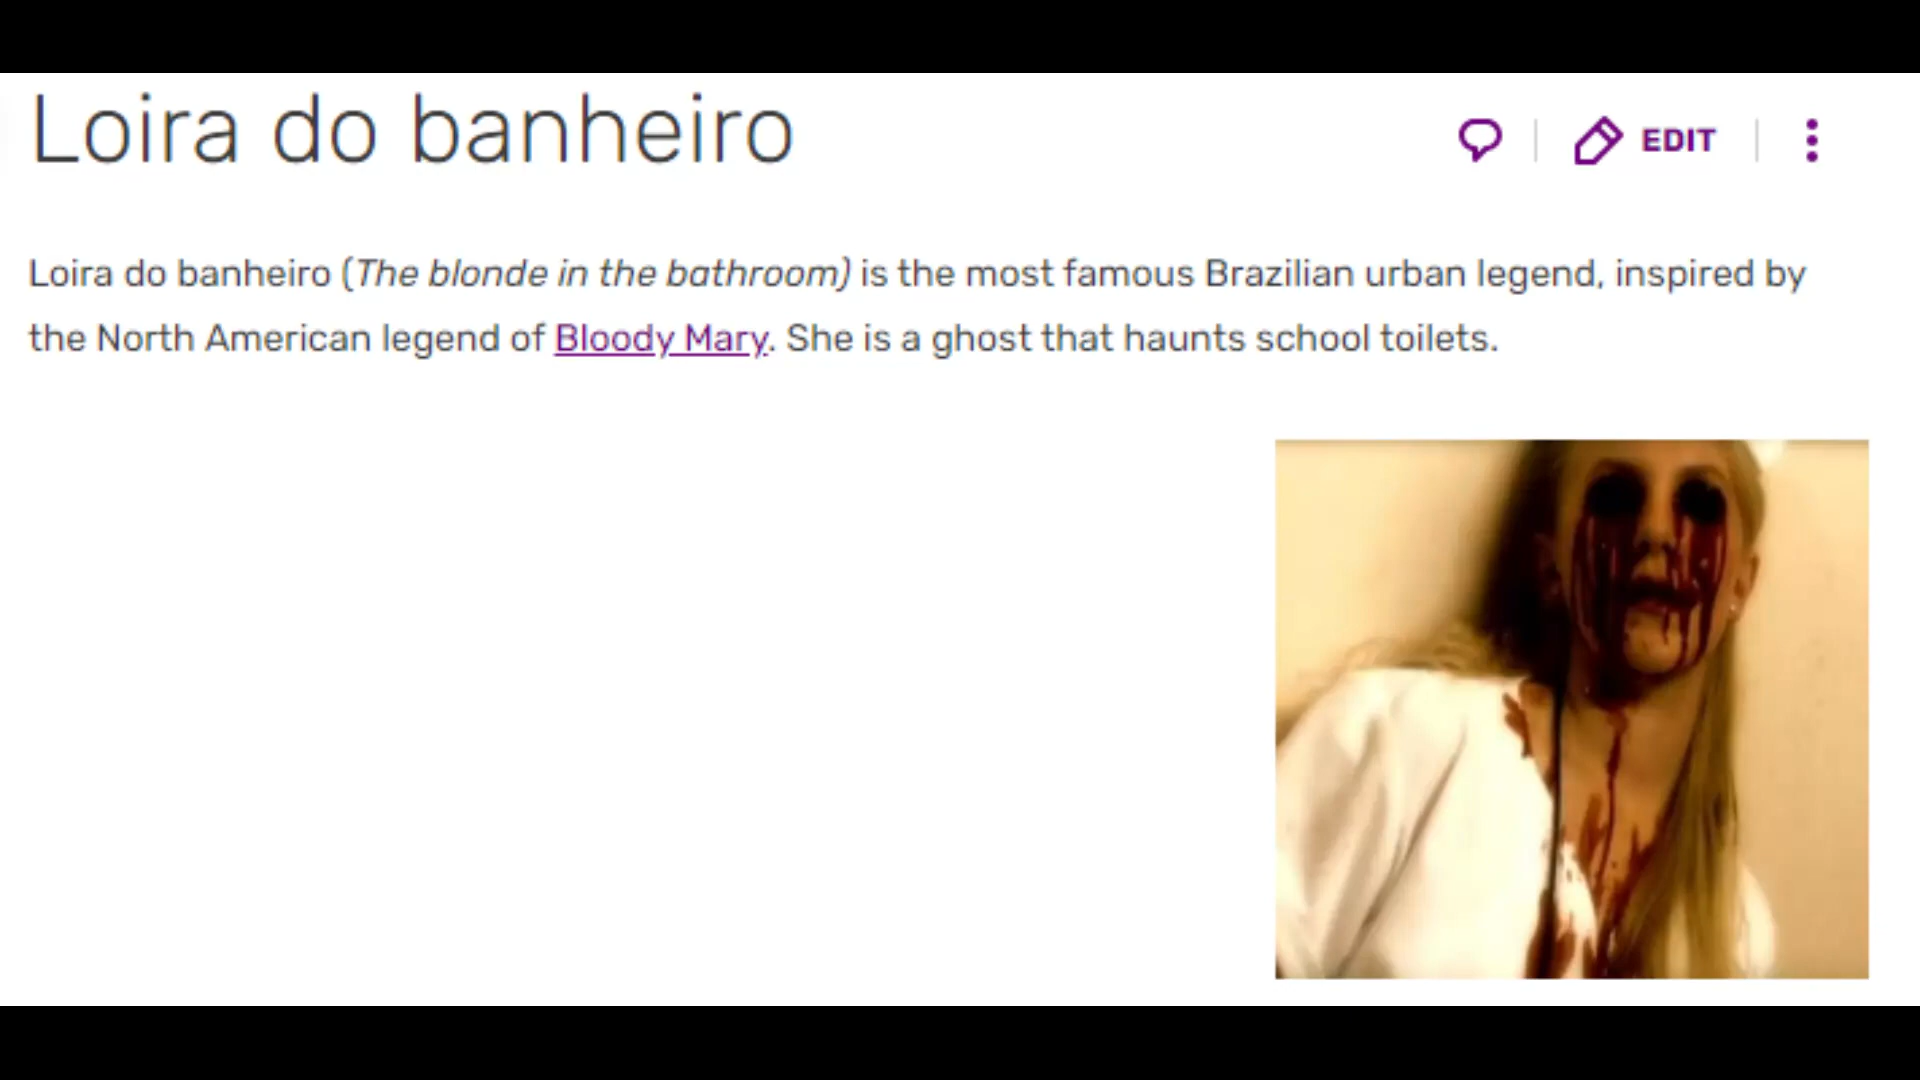 Loira do banheiro
EDIT
Loira do banheiro (The blonde in the bathroom) is the most famous Brazilian urban legend, inspired by
the North American legend of Bloody Mary. She is a ghost that haunts school toilets.